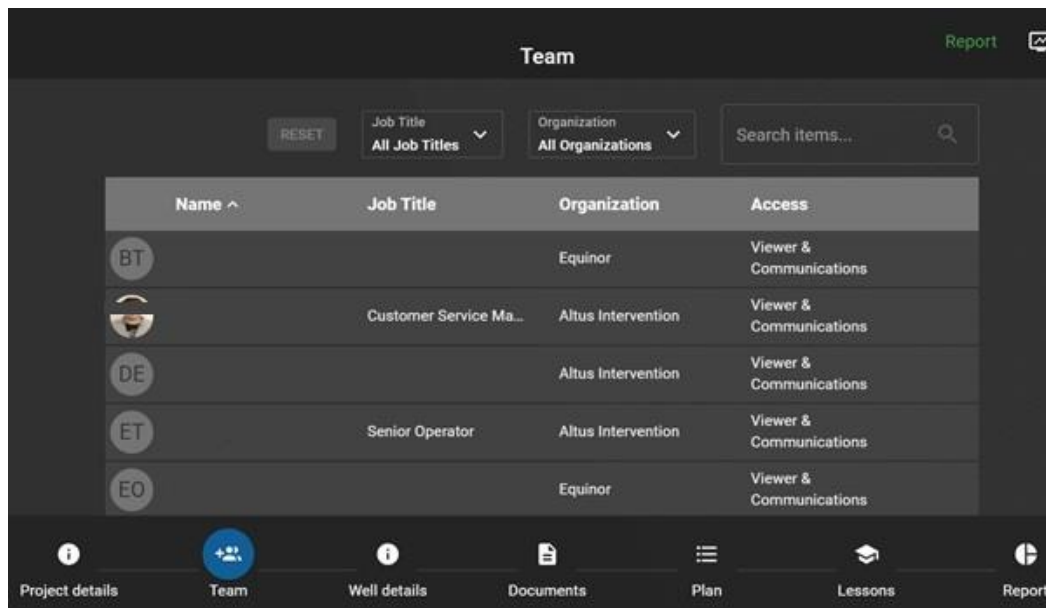 Report
Team
RESET
Job Title
All Job Titles
Organization
All Organizations
Search items...
Name
Job Title
Organization
Access
BT
Equinor
Viewer &
Communications
Customer Service Ma...
Altus Intervention
Viewer &
Communications
DE
Altus Intervention
Viewer &
Communications
ET
Senior Operator
Altus Intervention
Viewer &
Communications
EO
Equinor
Viewer &
Communications
Project details
Team
Well details
Documents
Plan
Lessons
Report